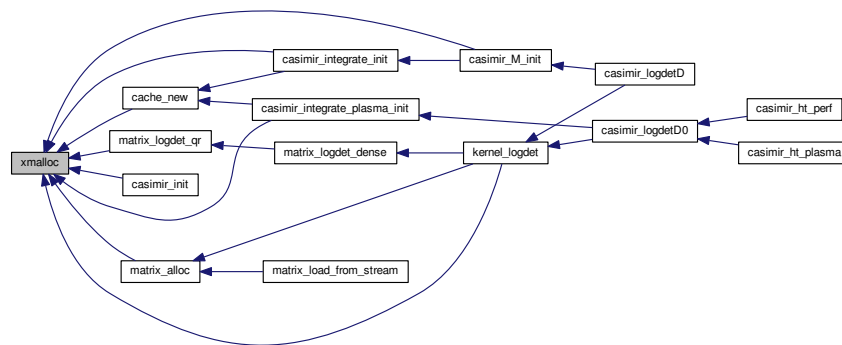 casimir_integrate_init
casimir_M_init
casimir_logdetD
cache_new
casimir_integrate_plasma_init
casimir_ht_perf
casimir_logdetD0
matrix_logdet_qr
xmalloc
matrix_logdet_dense
kernel_logdet
casimir_ht_plasma
casimir_init
matrix_alloc
matrix_load_from_stream